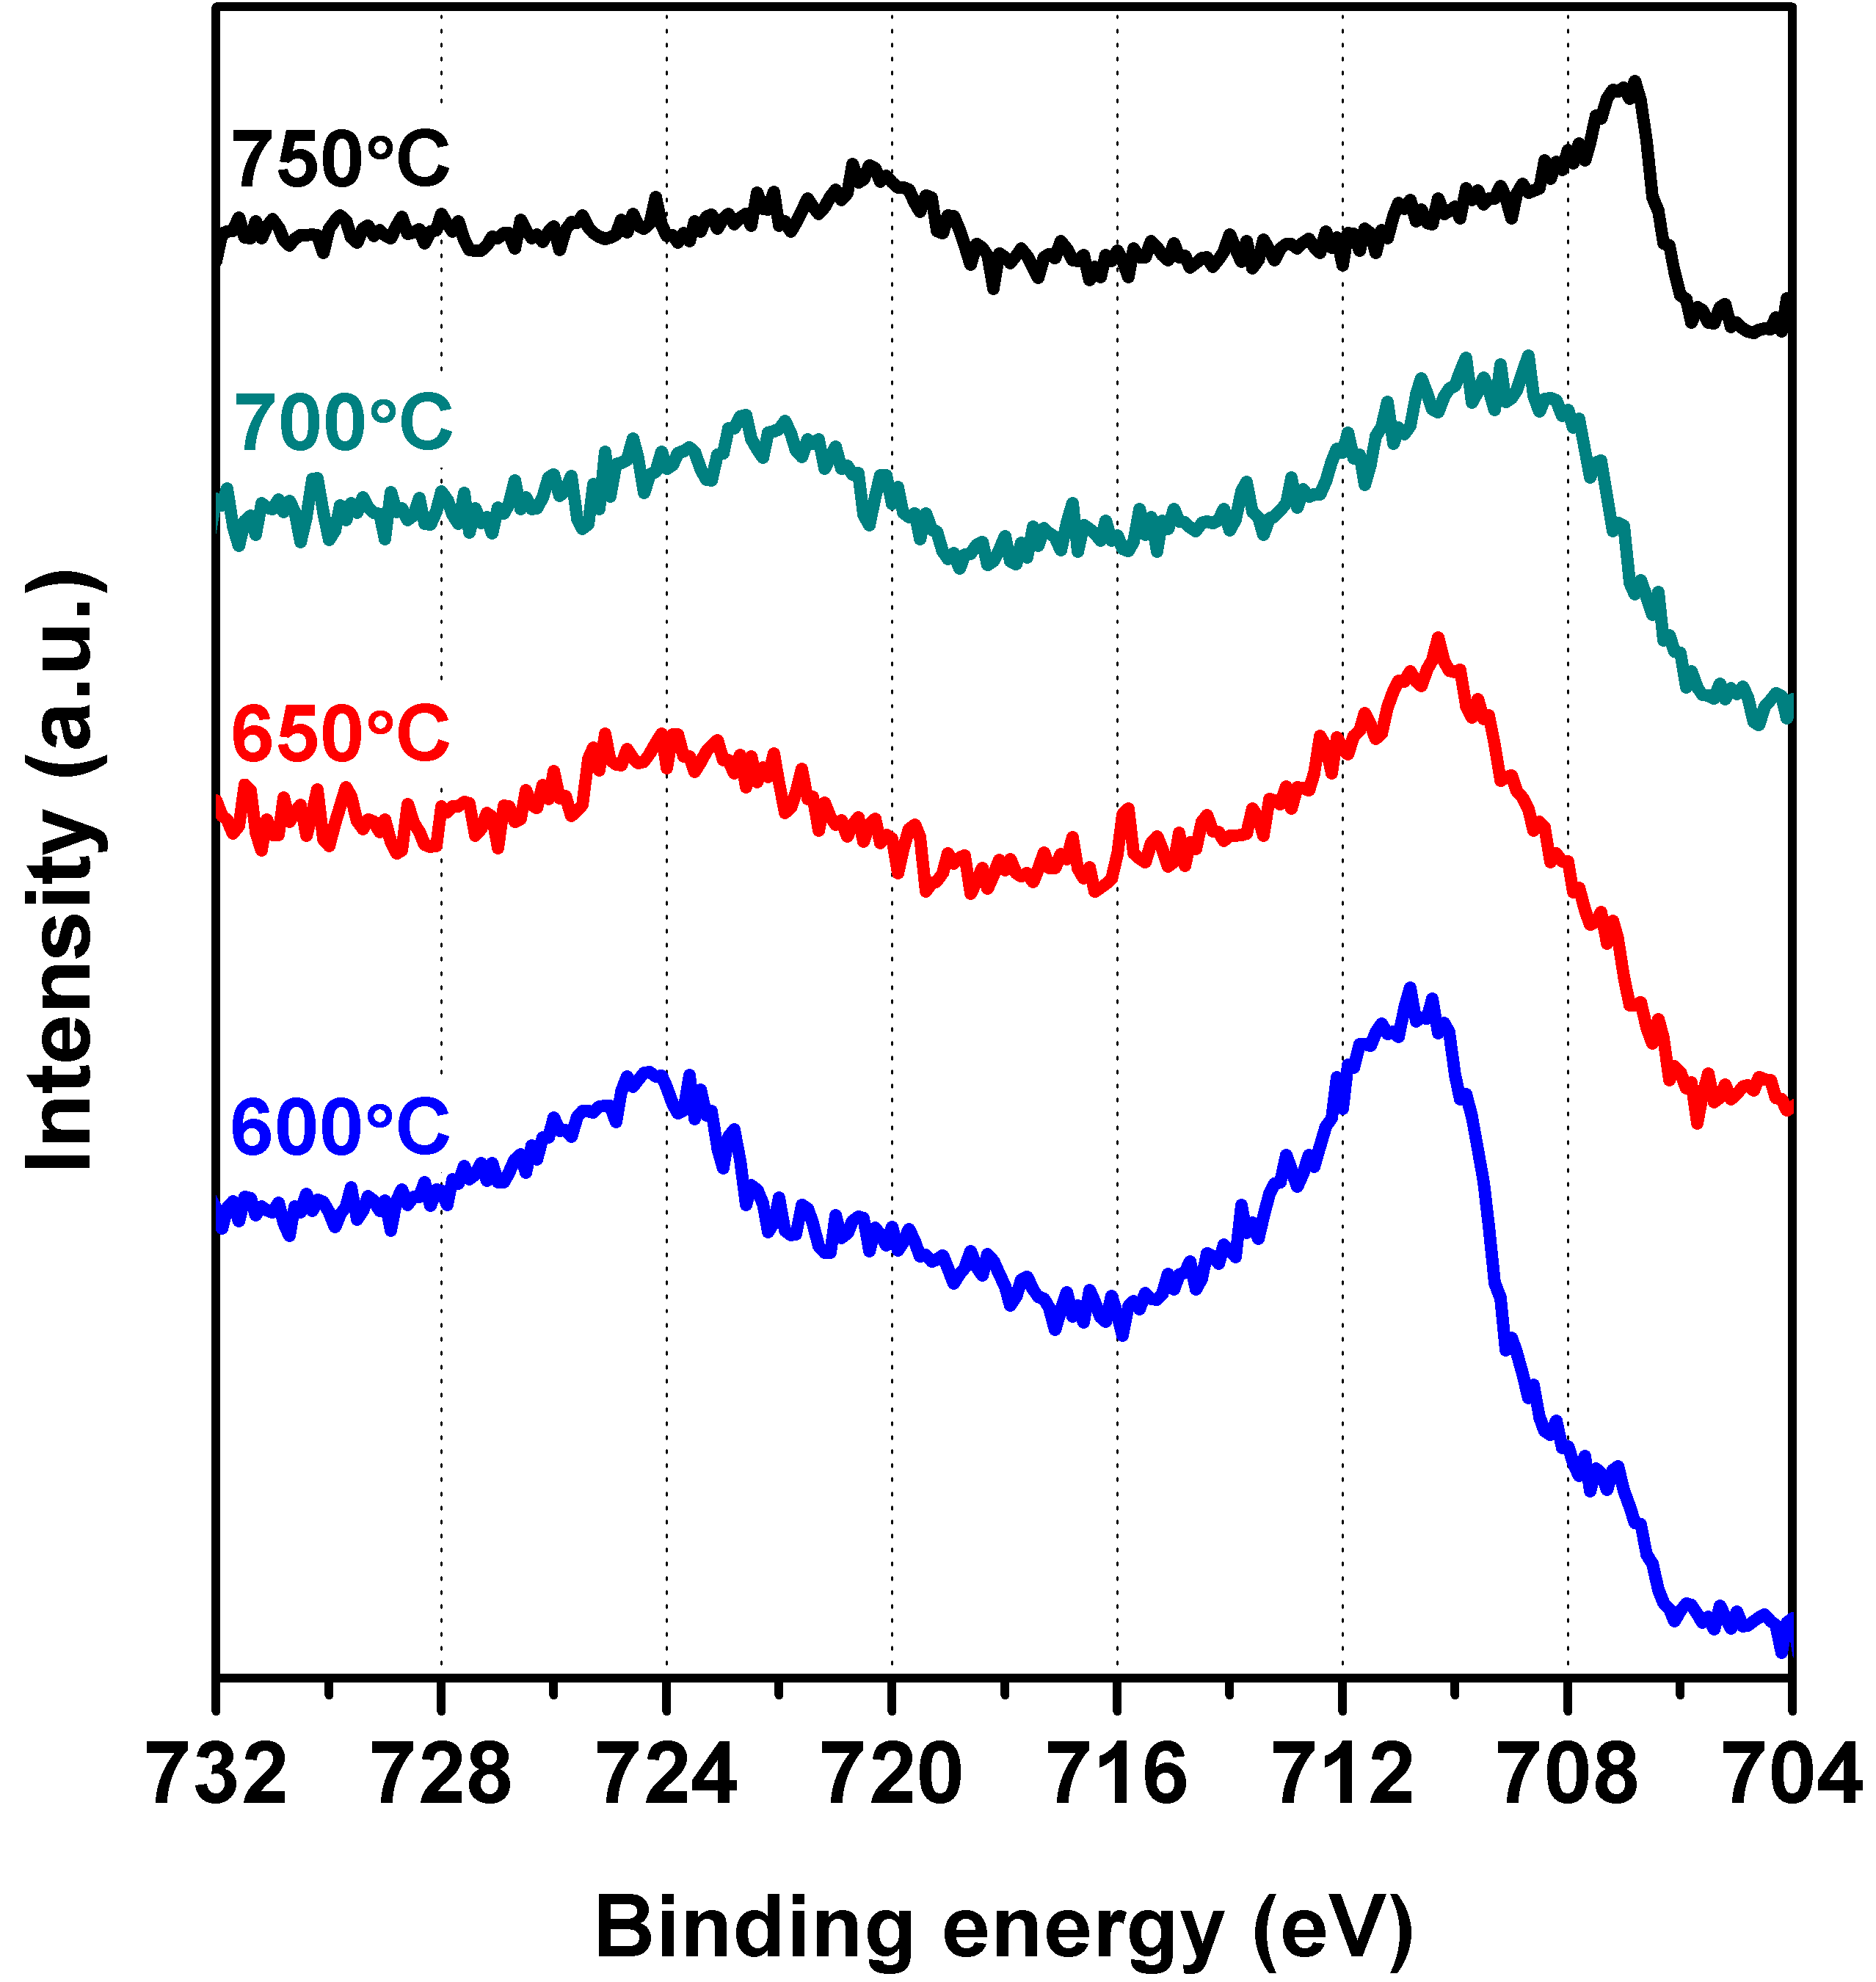 750°C
700°C
650°C
600°C
Intensity (a.u.)
732 728 724 720 716 712 708 704
Binding energy (eV)